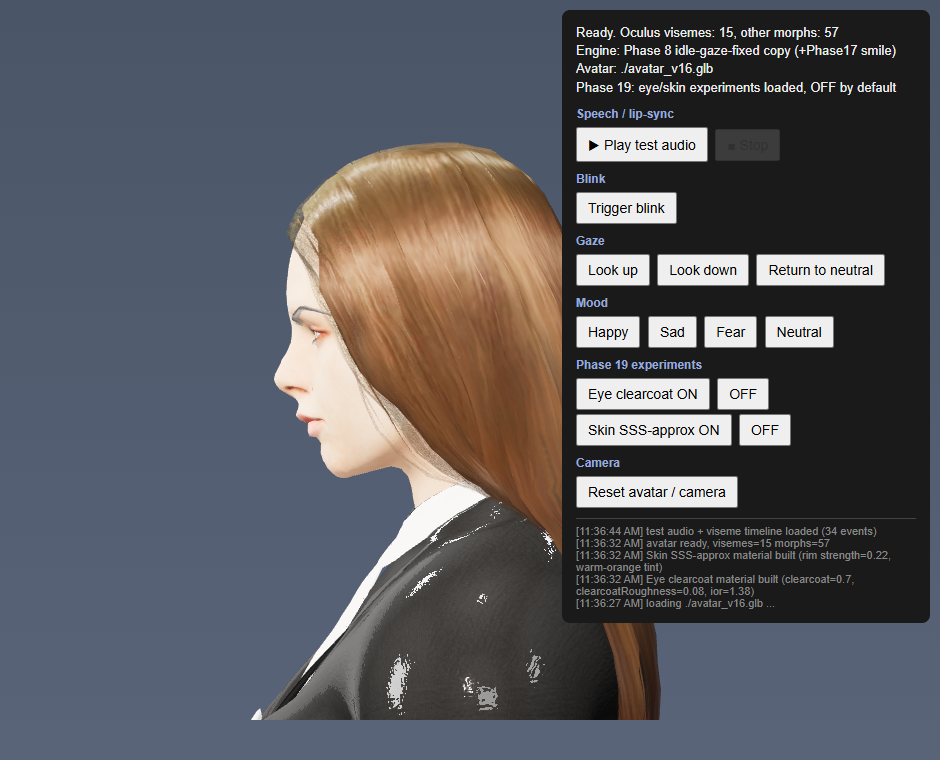 Ready. Oculus visemes: 15, other morphs: 57
Engine: Phase 8 idle-gaze-fixed copy (+Phase17 smile)
Avatar: ./avatar_v16.glb
Phase 19: eye/skin experiments loaded, OFF by default
Speech / lip-sync
▶ Play test audio ■ Stop
Blink
Trigger blink
Gaze
Look up Look down Return to neutral
Mood
Happy Sad Fear Neutral
Phase 19 experiments
Eye clearcoat ON OFF
Skin SSS-approx ON OFF
Camera
Reset avatar / camera
[11:36:44 AM] test audio + viseme timeline loaded (34 events)
[11:36:32 AM] avatar ready, visemes=15 morphs=57
[11:36:32 AM] Skin SSS-approx material built (rim strength=0.22,
warm-orange tint)
[11:36:32 AM] Eye clearcoat material built (clearcoat=0.7,
clearcoatRoughness=0.08, ior=1.38)
[11:36:27 AM] loading ./avatar_v16.glb ...